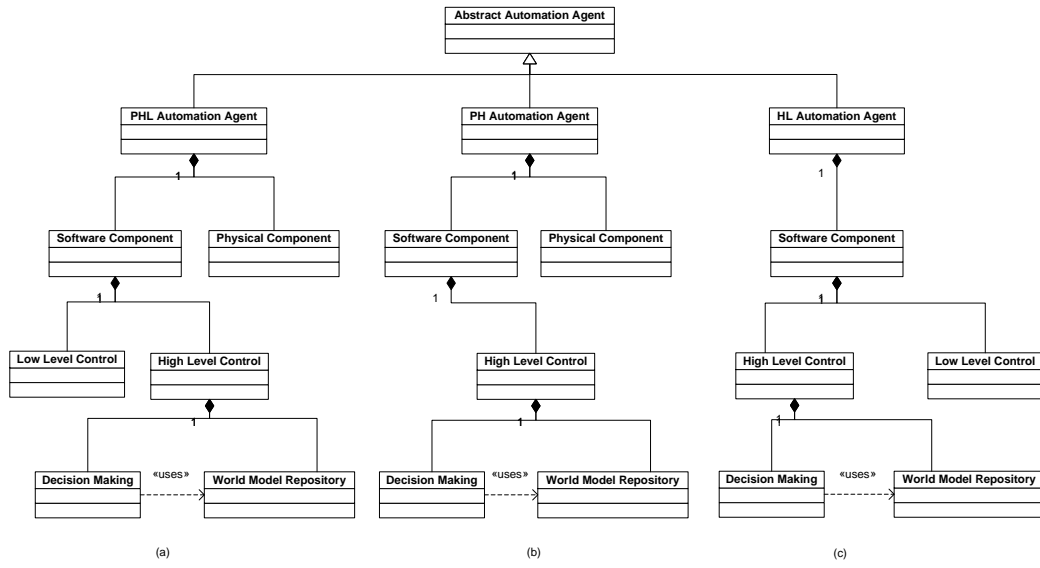 Abstract Automation Agent
PHL Automation Agent
PH Automation Agent
HL Automation Agent
1
1
1
Software Component
Physical Component
Software Component
Physical Component
Software Component
1
1
1
Low Level Control
High Level Control
High Level Control
High Level Control
Low Level Control
1
1
1
Decision Making
«uses»
World Model Repository
Decision Making
«uses»
World Model Repository
Decision Making
«uses»
World Model Repository
(a)
(b)
(c)